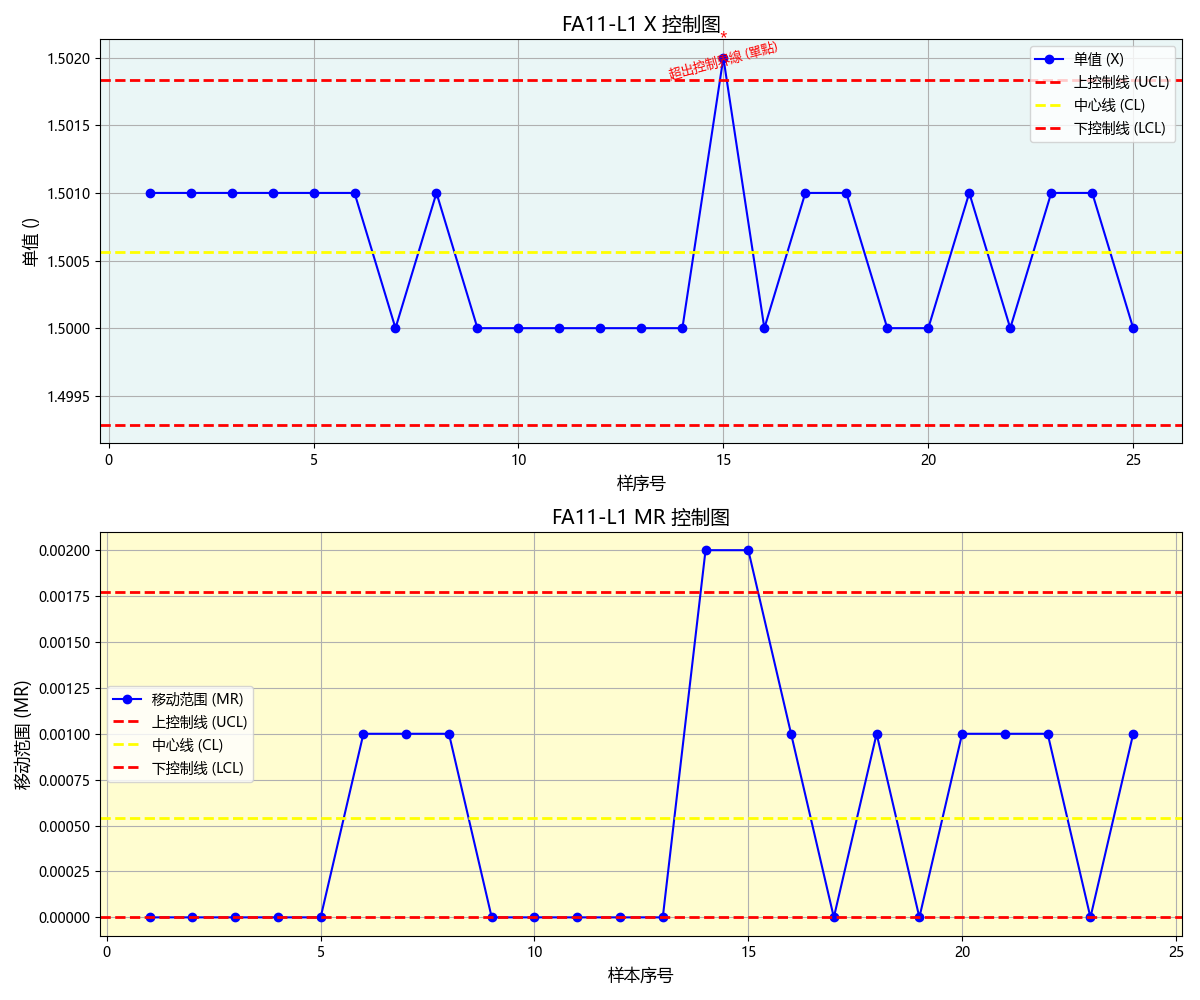 FA11-L1 X 控制图
*
超出控制界線 (單點)
单值 (X)
上控制线 (UCL)
中心线 (CL)
下控制线 (LCL)
1.5020
1.5015
1.5010
1.5005
1.5000
1.4995
单值 ()
0 5 10 15 20 25
样序号
FA11-L1 MR 控制图
0.00200
0.00175
0.00150
0.00125
0.00100
0.00075
0.00050
0.00025
0.00000
移动范围 (MR)
移动范围 (MR)
上控制线 (UCL)
中心线 (CL)
下控制线 (LCL)
0 5 10 15 20 25
样本序号